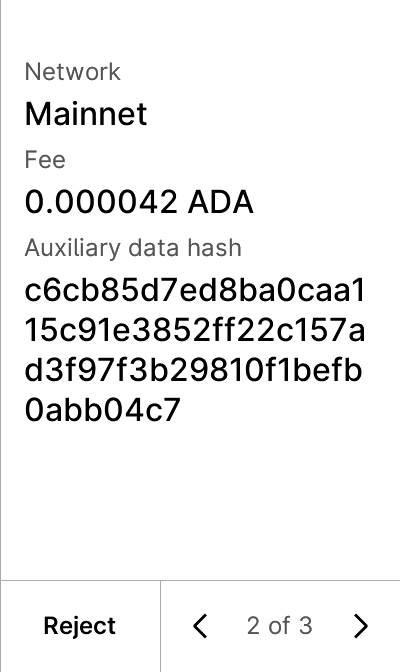 Network
Mainnet
Fee
0.000042 ADA
Auxiliary data hash
c6cb85d7ed8ba0caa1
15c91e3852ff22c157a
d3f97f3b29810f1befb
0abb04c7
Reject
2 of 3